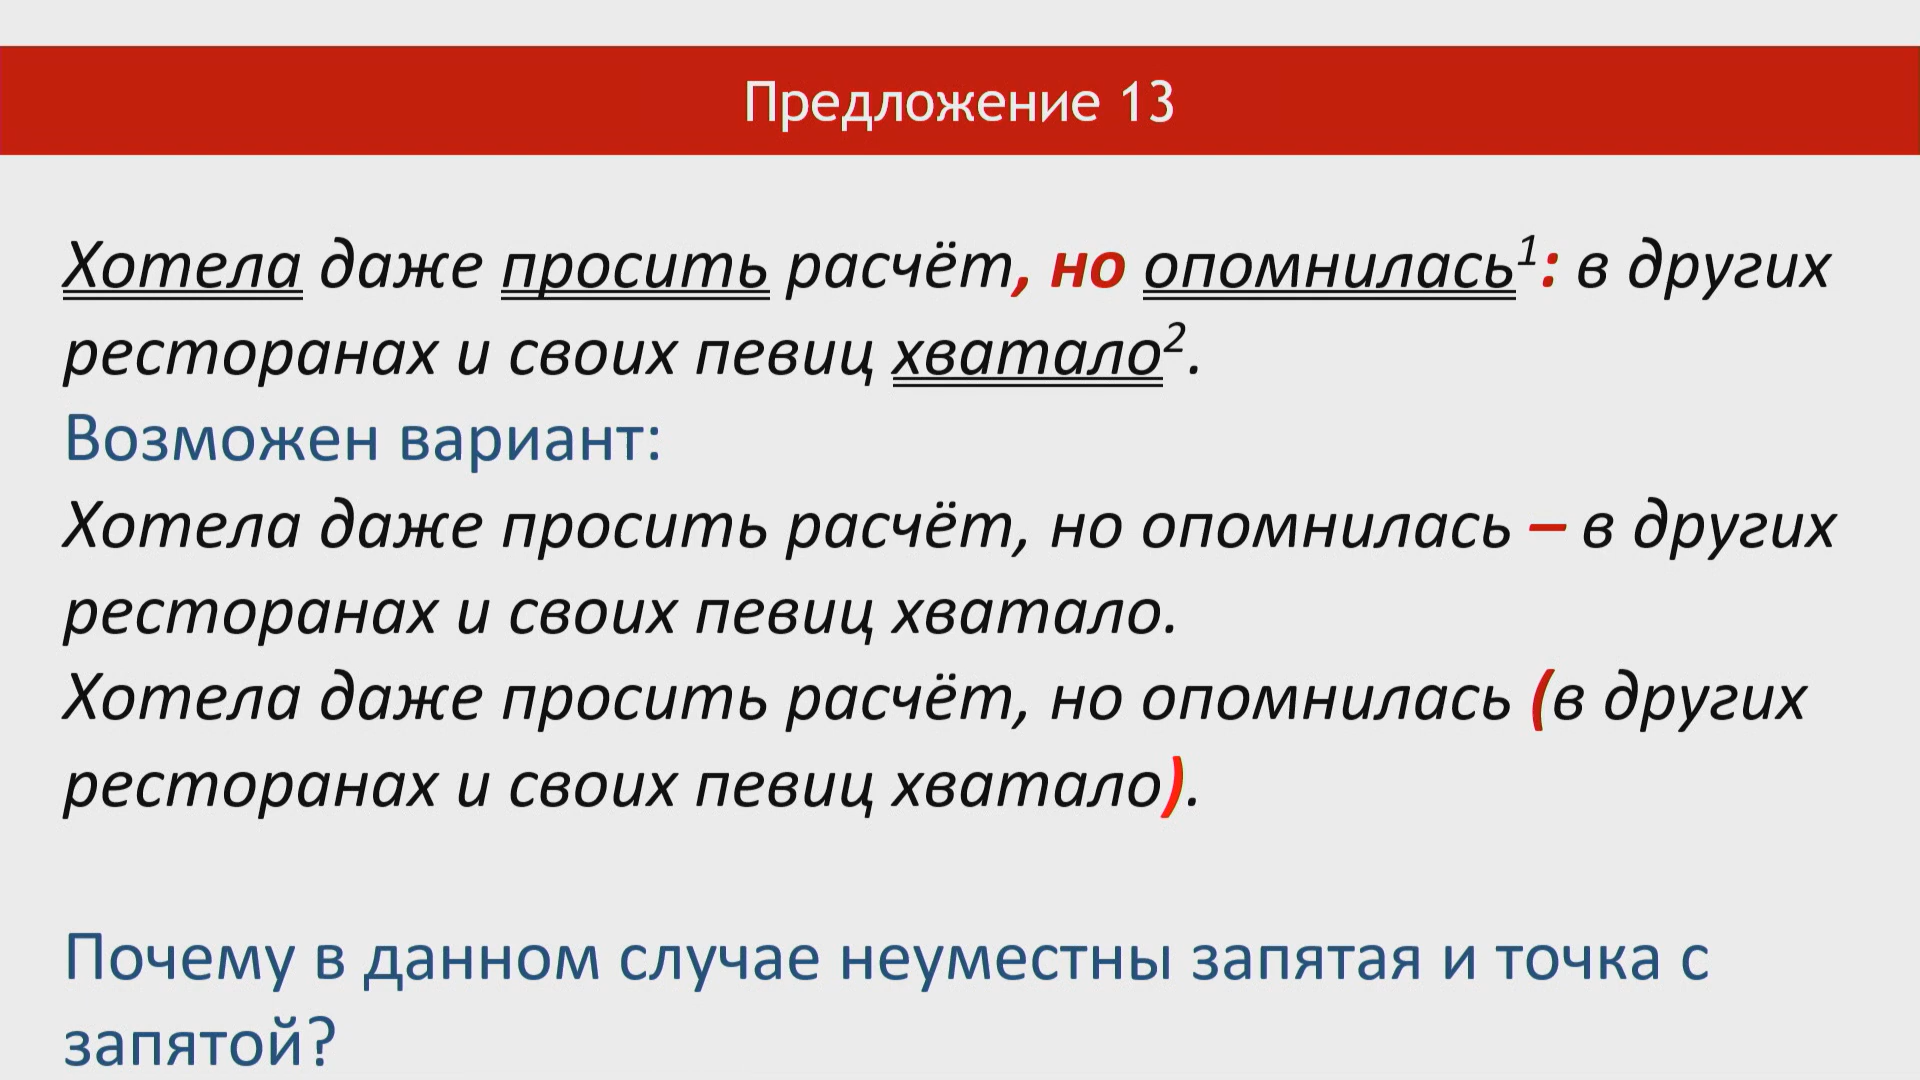 Предложение 13
Хотела даже просить расчёт, но опомнилась¹: в других
ресторанах и своих певиц хватало².
Возможен вариант:
Хотела даже просить расчёт, но опомнилась – в других
ресторанах и своих певиц хватало.
Хотела даже просить расчёт, но опомнилась (в других
ресторанах и своих певиц хватало).
Почему в данном случае неуместны запятая и точка с
запятой?